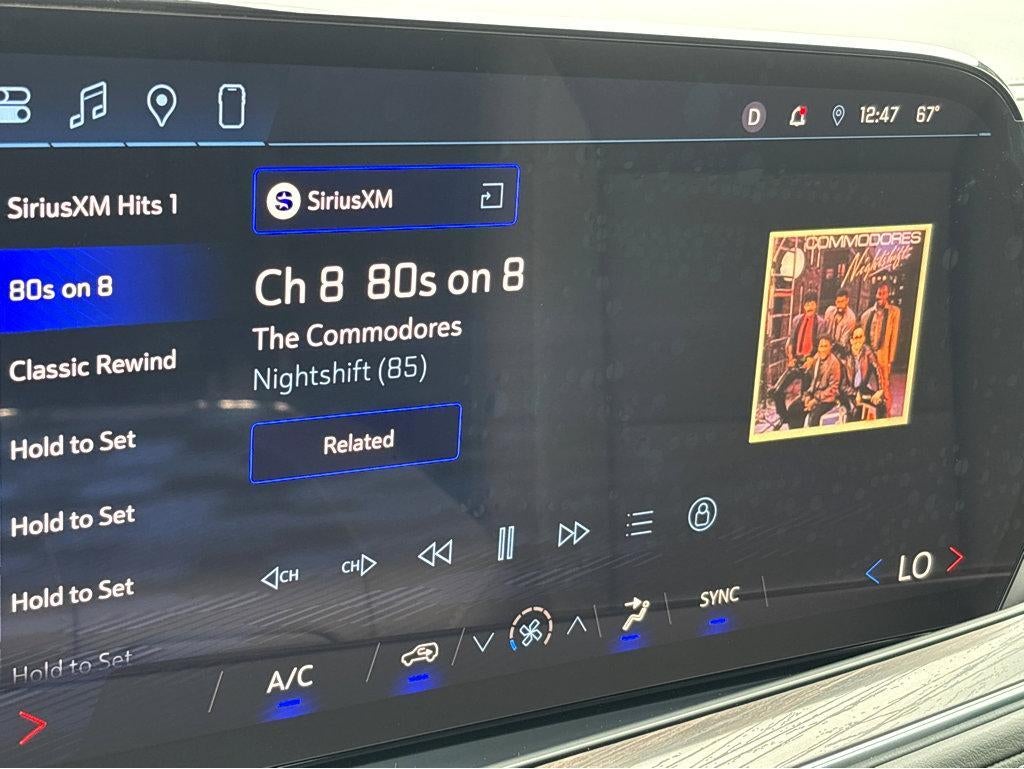 D 12:47 67°
SiriusXM Hits 1
80s on 8
Classic Rewind
Hold to Set
Hold to Set
Hold to Set
Hold to Set
SiriusXM
Ch 8 80s on 8
The Commodores
Nightshift (85)
Related
COMMODORES
Nightshift
CH
CH
A/C
SYNC
LO